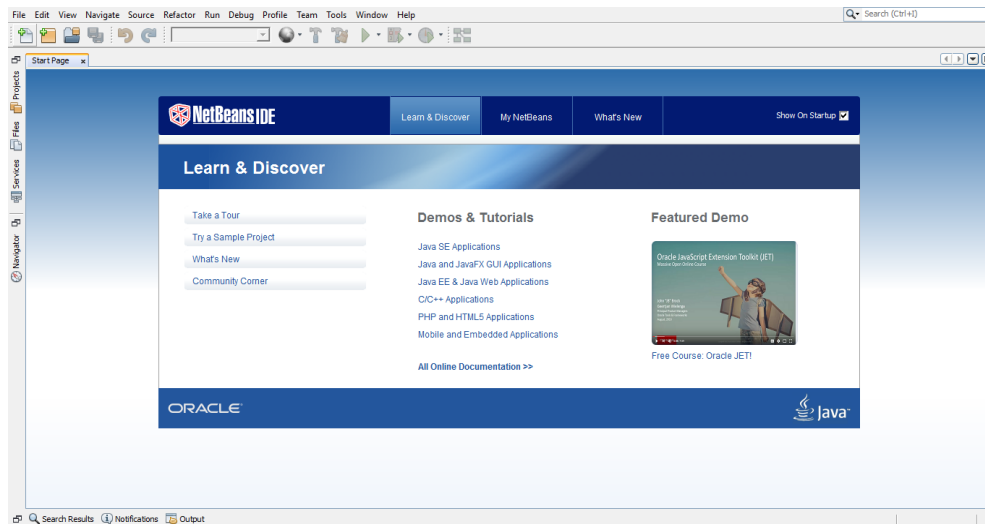 File Edit View Navigate Source Refactor Run Debug Profile Team Tools Window Help
Search (Ctrl+I)
Start Page
Projects
Files
Services
Navigator
NetBeans IDE
Learn & Discover
My NetBeans
What's New
Show On Startup
Learn & Discover
Take a Tour
Try a Sample Project
What's New
Community Corner
Demos & Tutorials
Java SE Applications
Java and JavaFX GUI Applications
Java EE & Java Web Applications
C/C++ Applications
PHP and HTML5 Applications
Mobile and Embedded Applications
All Online Documentation >>
Featured Demo
Oracle JavaScript Extension Toolkit (JET)
Massive Open Online Course
Free Course: Oracle JET!
ORACLE
Java
Search Results Notifications Output